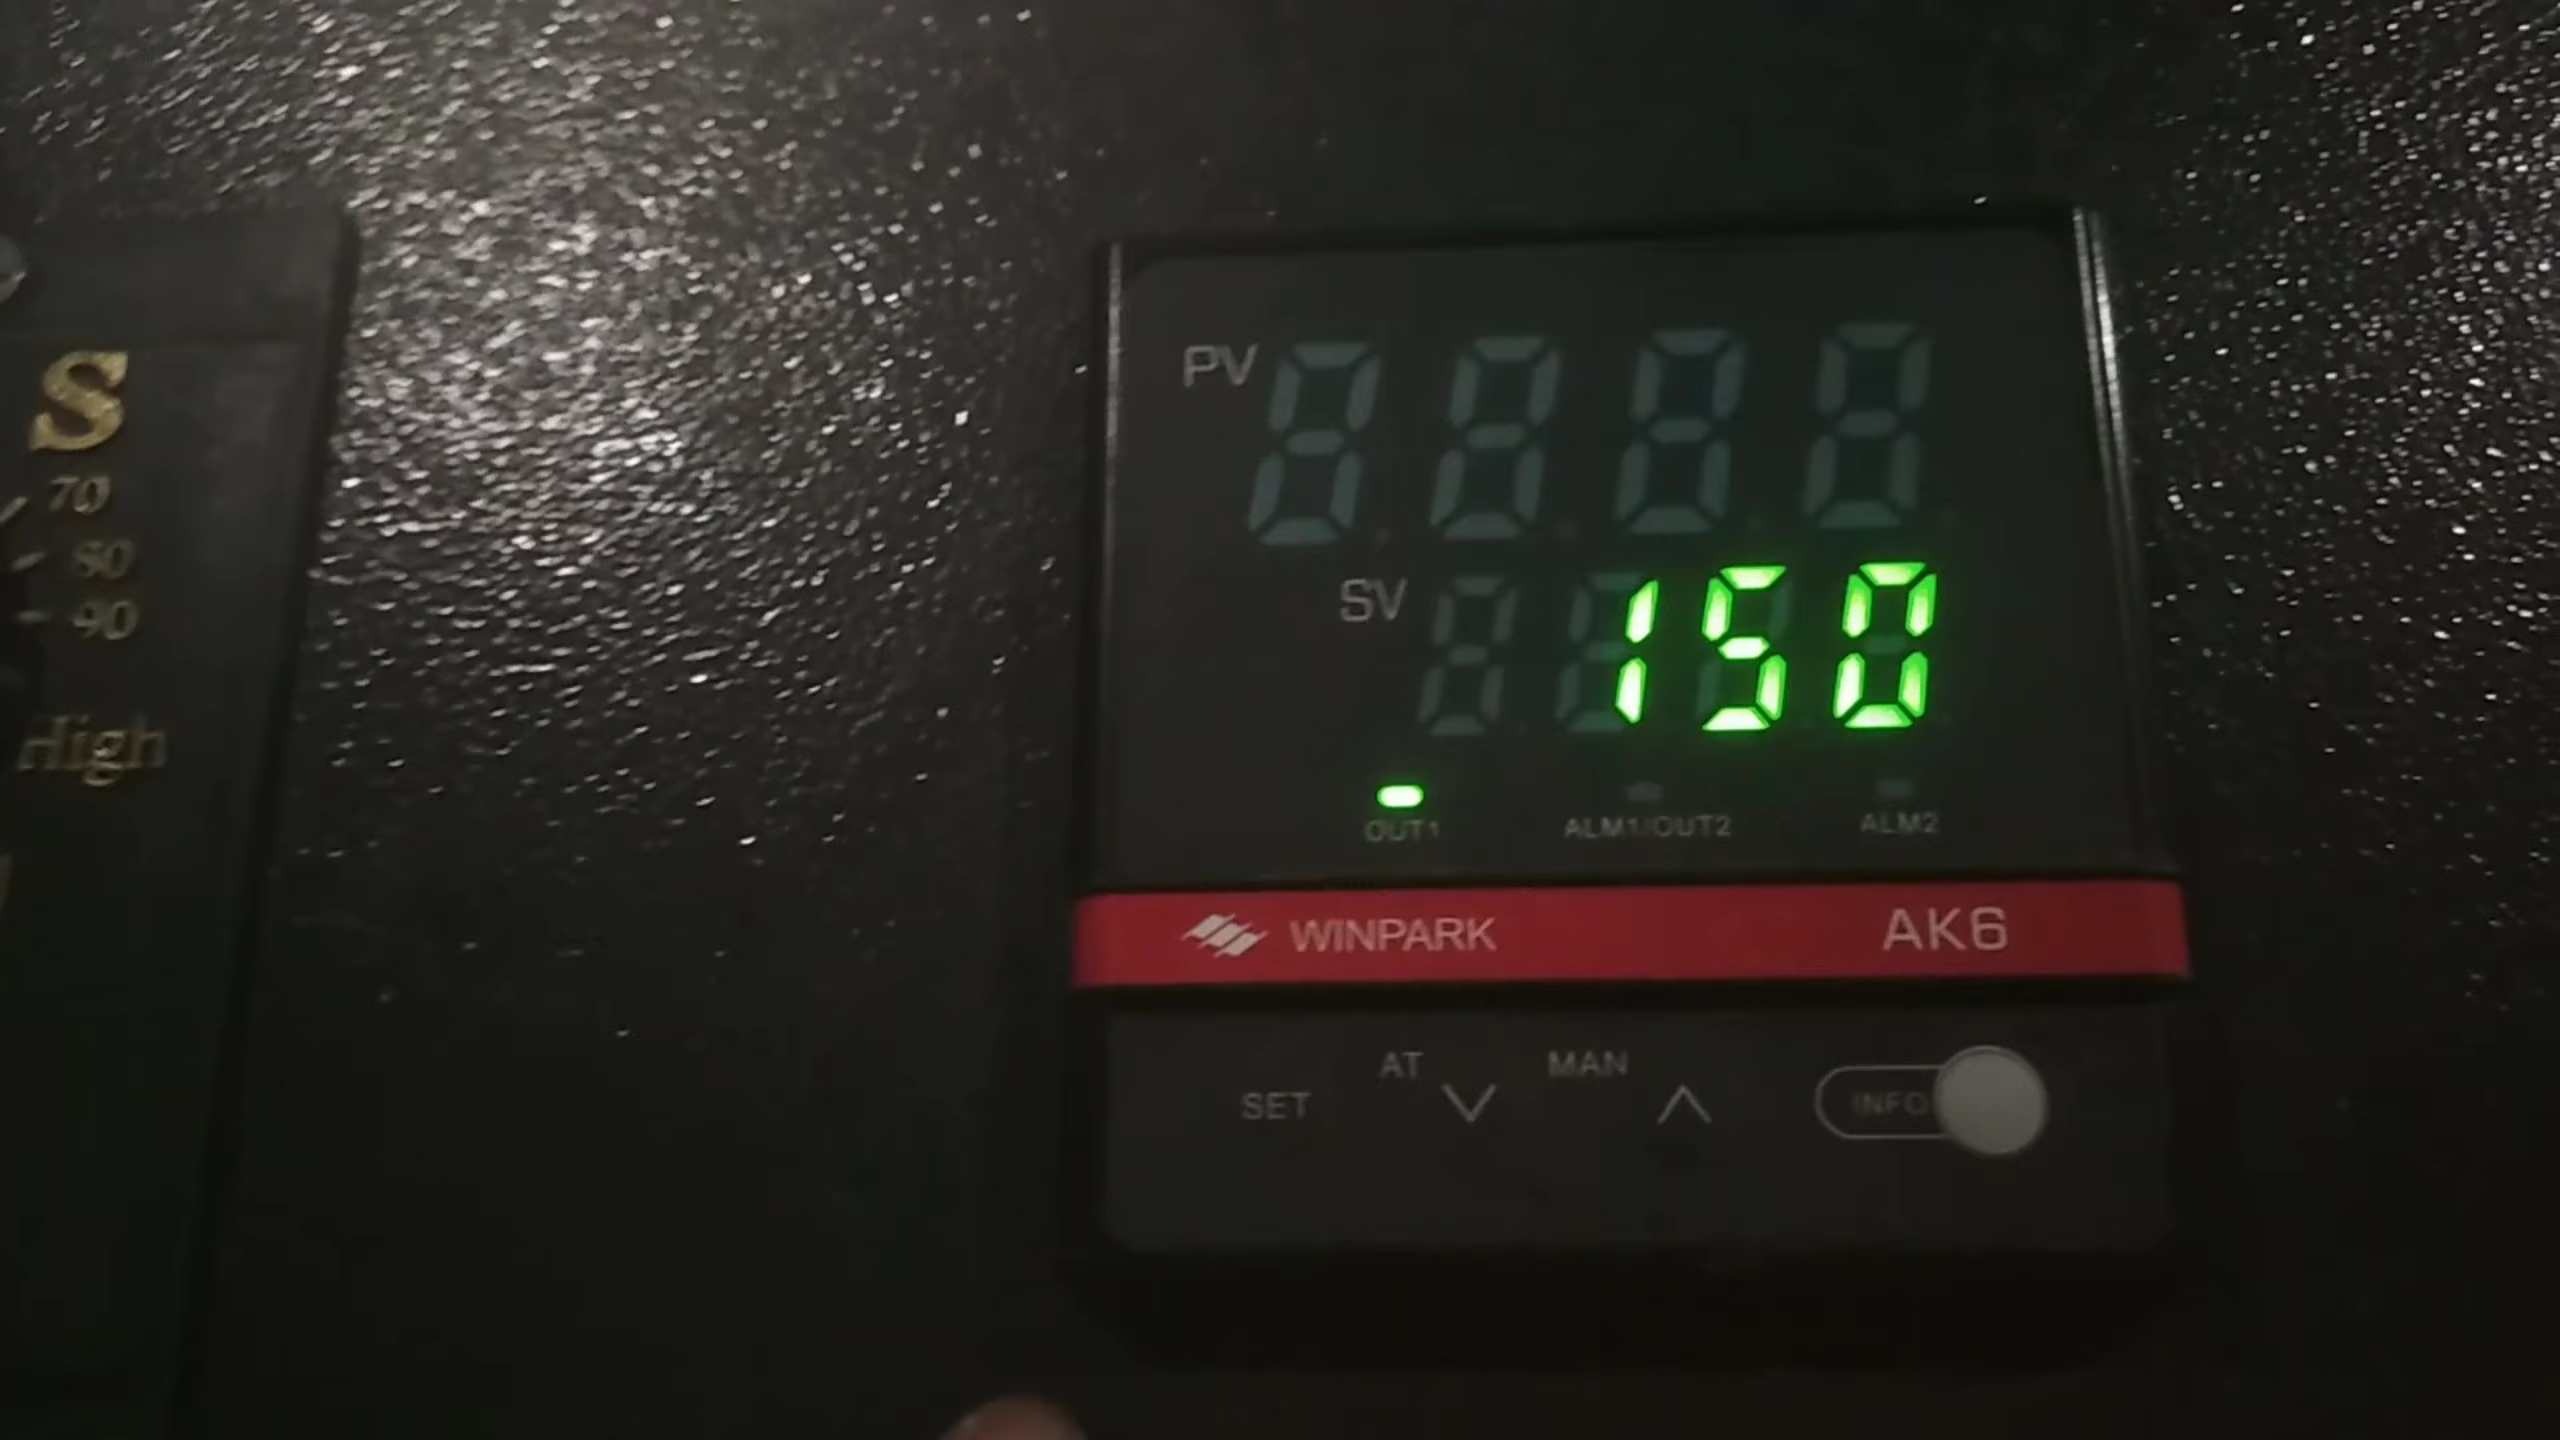 S
70
80
90
High
PV
SV
150
OUT1
ALM1/OUT2
ALM2
WINPARK
AK6
SET
AT
MAN
INFO